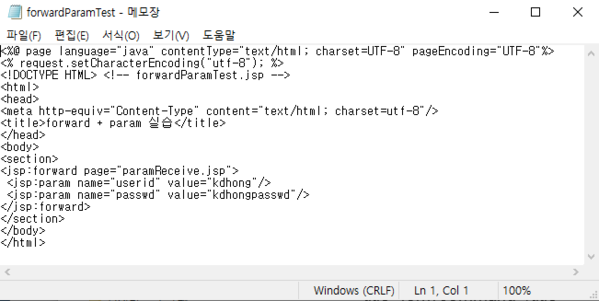 forwardParamTest - 메모장
파일(F) 편집(E) 서식(O) 보기(V) 도움말
<%@ page language="java" contentType="text/html; charset=UTF-8" pageEncoding="UTF-8"%>
<% request.setCharacterEncoding("utf-8"); %>
<!DOCTYPE HTML> <!-- forwardParamTest.jsp -->
<html>
<head>
<meta http-equiv="Content-Type" content="text/html; charset=utf-8"/>
<title>forward + param 실습</title>
</head>
<body>
<section>
<jsp:forward page="paramReceive.jsp">
 <jsp:param name="userid" value="kdhong"/>
 <jsp:param name="passwd" value="kdhongpasswd"/>
</jsp:forward>
</section>
</body>
</html>
Windows (CRLF) Ln 1, Col 1 100%